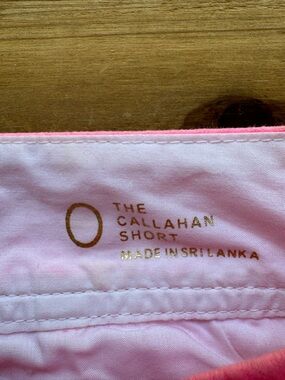 0
THE
CALLAHAN
SHORT
MADE IN SRI LANKA